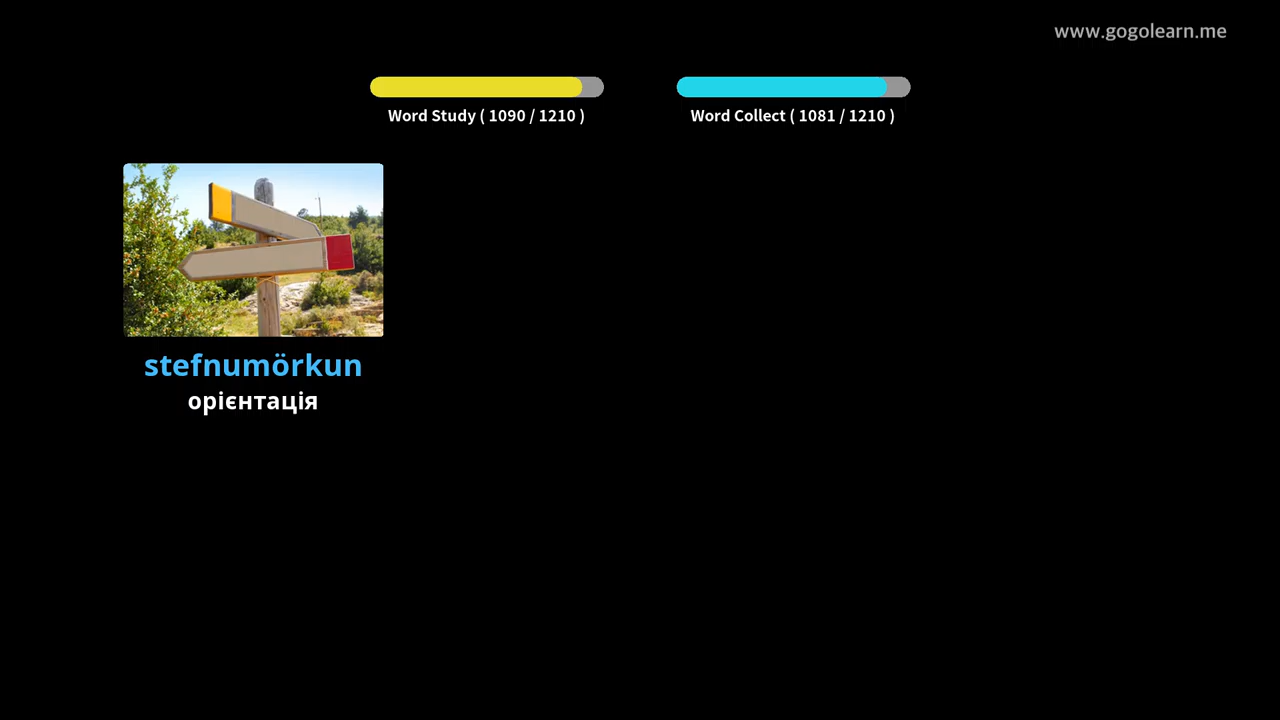 www.gogolearn.me
Word Study ( 1090 / 1210 )
Word Collect ( 1081 / 1210 )
stefnumörkun
орієнтація